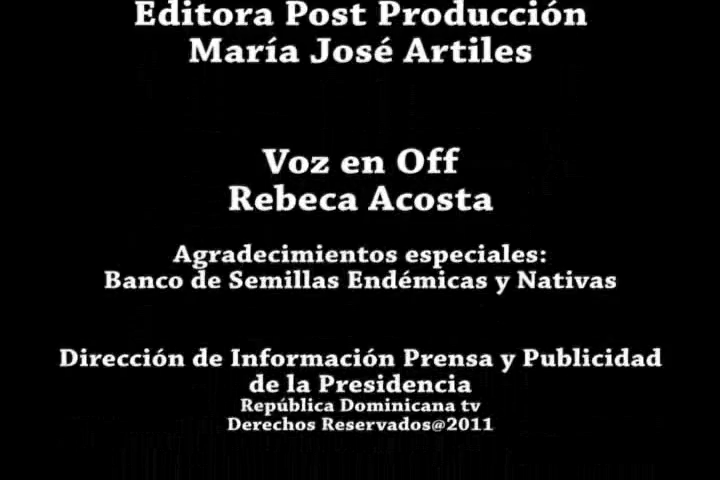 Editora Post Producción
María José Artiles
Voz en Off
Rebeca Acosta
Agradecimientos especiales:
Banco de Semillas Endémicas y Nativas
Dirección de Información Prensa y Publicidad
de la Presidencia
República Dominicana tv
Derechos Reservados@2011